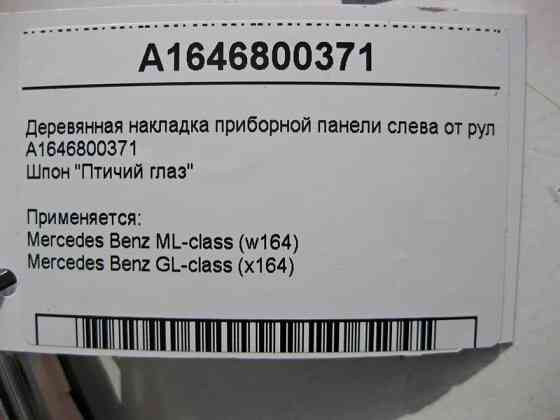 A1646800371
Деревянная накладка приборной панели слева от рул
A1646800371
Шпон "Птичий глаз"
Применяется:
Mercedes Benz ML-class (w164)
Mercedes Benz GL-class (x164)